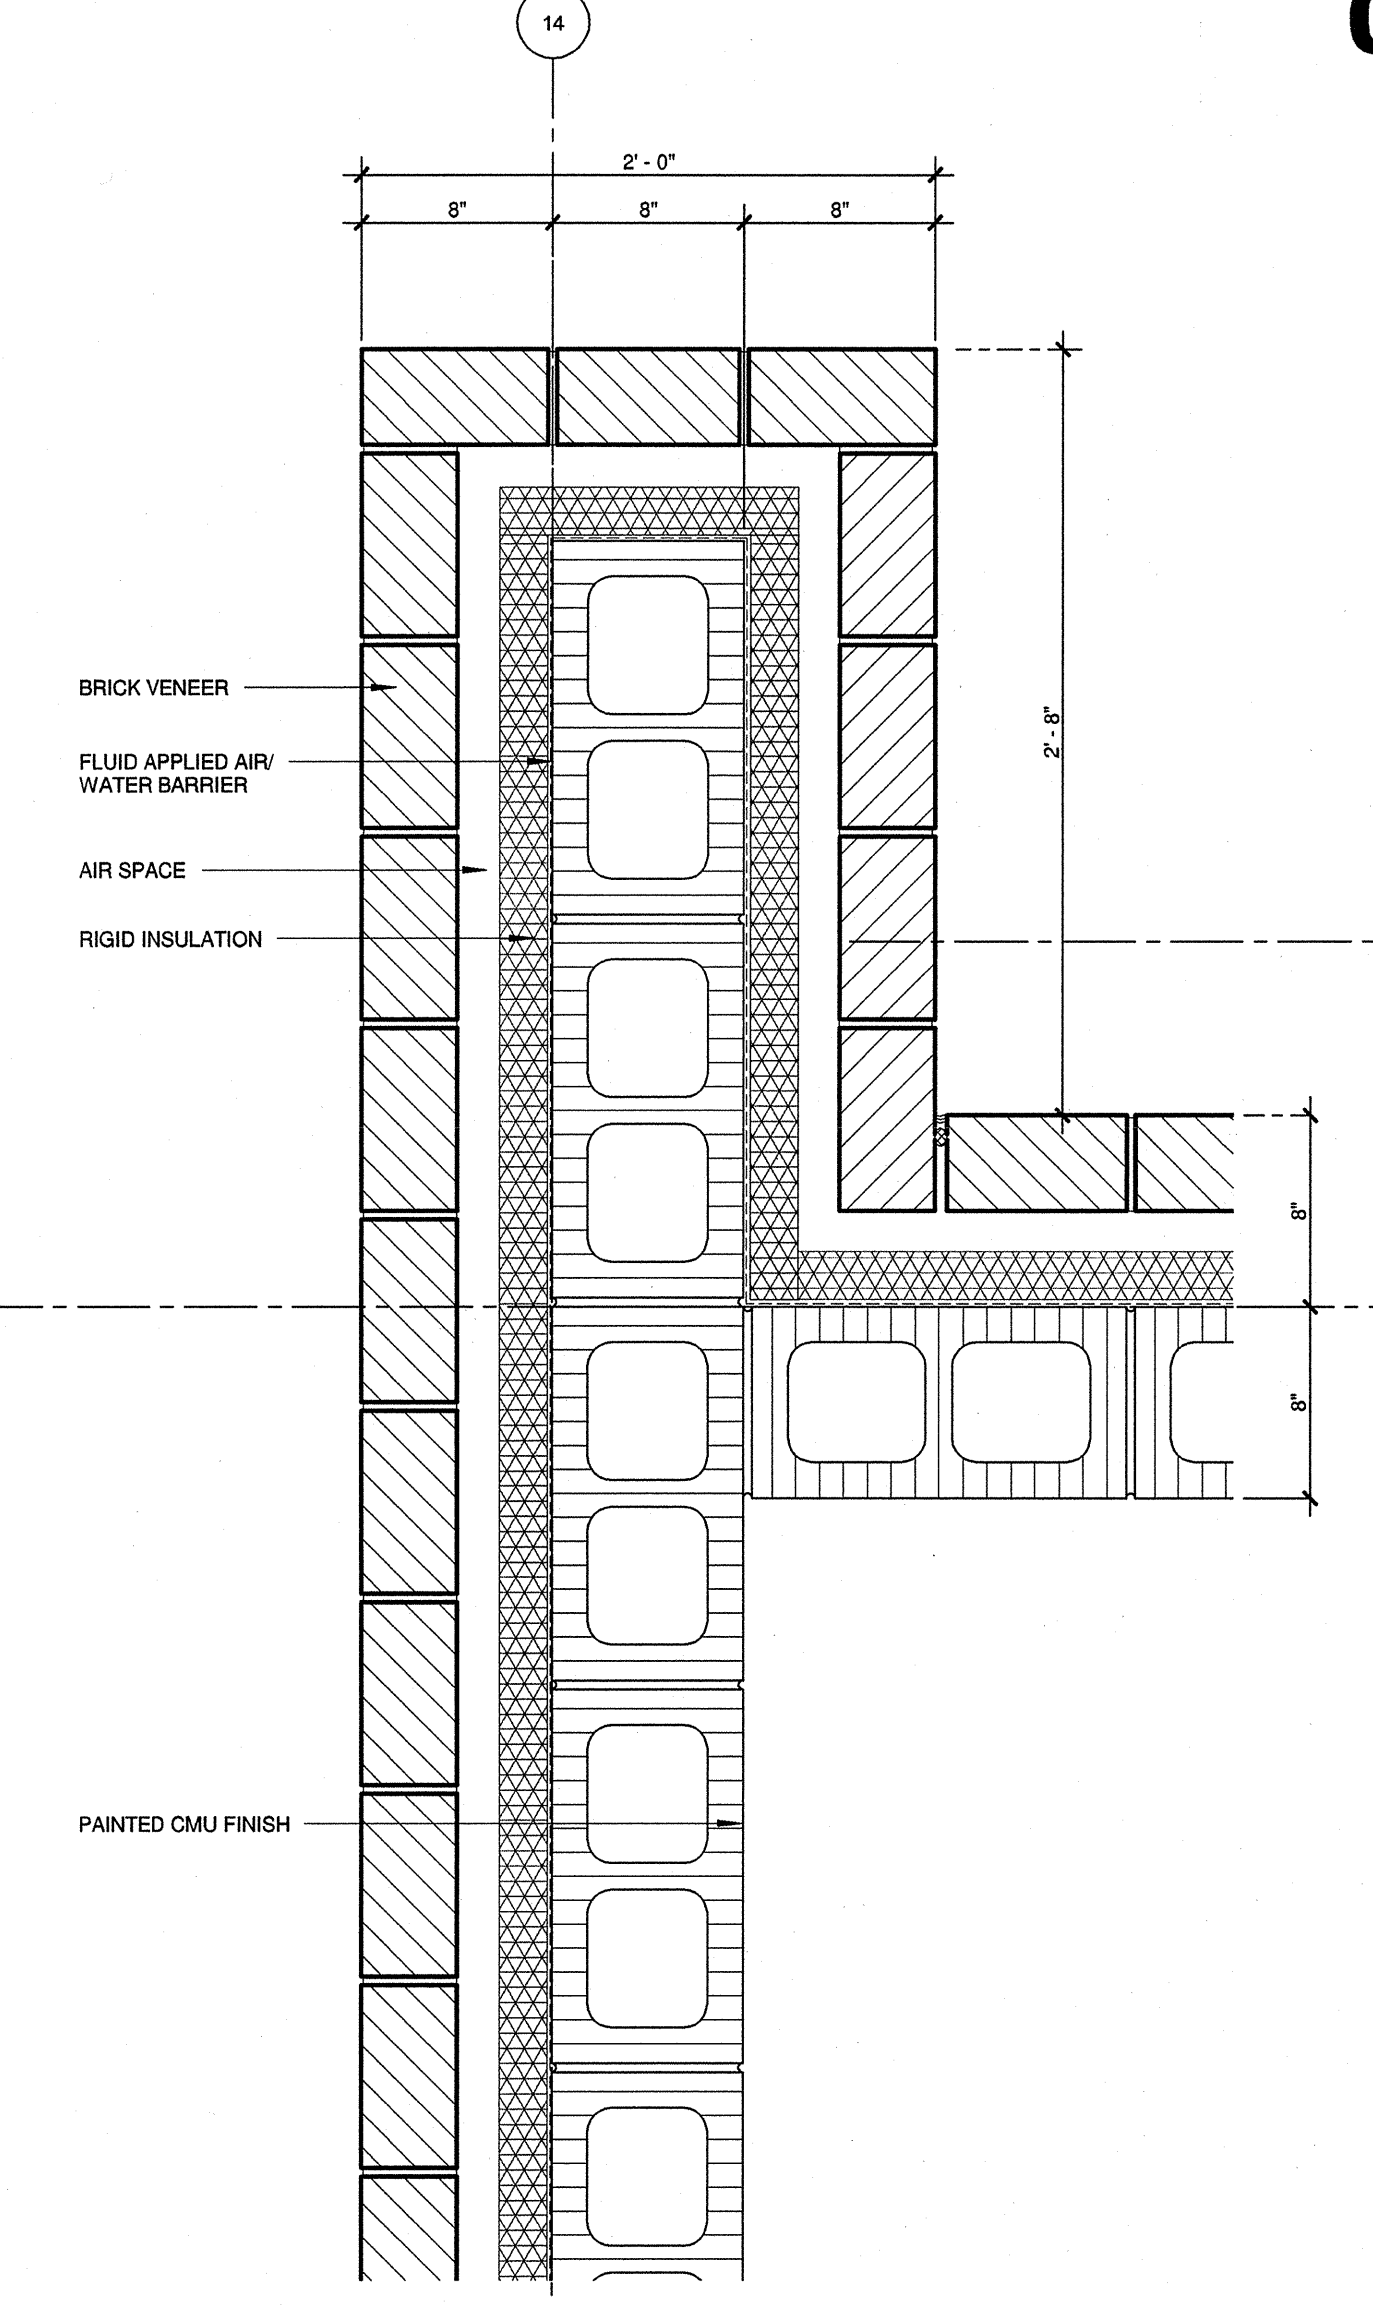 14
2' - 0"
8" 8" 8"
BRICK VENEER
FLUID APPLIED AIR/
WATER BARRIER
AIR SPACE
RIGID INSULATION
2' - 8"
8"
8"
PAINTED CMU FINISH